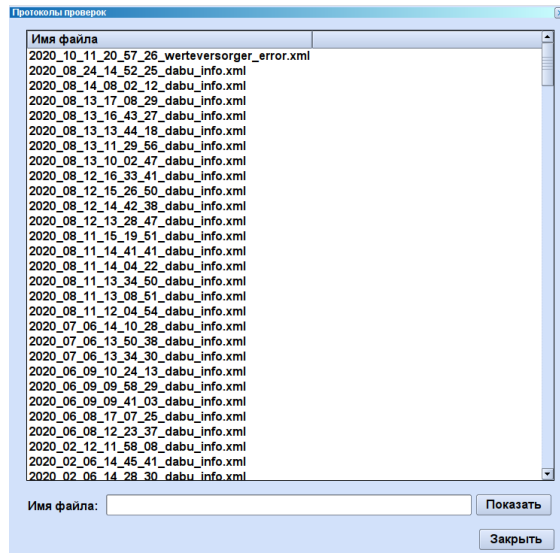 Протоколы проверок
Имя файла
2020_10_11_20_57_26_werteversorger_error.xml
2020_08_24_14_52_25_dabu_info.xml
2020_08_14_08_02_12_dabu_info.xml
2020_08_13_17_08_29_dabu_info.xml
2020_08_13_16_43_27_dabu_info.xml
2020_08_13_13_44_18_dabu_info.xml
2020_08_13_11_29_56_dabu_info.xml
2020_08_13_10_02_47_dabu_info.xml
2020_08_12_16_33_41_dabu_info.xml
2020_08_12_15_26_50_dabu_info.xml
2020_08_12_14_42_38_dabu_info.xml
2020_08_12_13_28_47_dabu_info.xml
2020_08_11_15_19_51_dabu_info.xml
2020_08_11_14_41_41_dabu_info.xml
2020_08_11_14_04_22_dabu_info.xml
2020_08_11_13_34_50_dabu_info.xml
2020_08_11_13_08_51_dabu_info.xml
2020_08_11_12_04_54_dabu_info.xml
2020_07_06_14_10_28_dabu_info.xml
2020_07_06_13_50_38_dabu_info.xml
2020_07_06_13_34_30_dabu_info.xml
2020_06_09_10_24_13_dabu_info.xml
2020_06_09_09_58_29_dabu_info.xml
2020_06_09_09_41_03_dabu_info.xml
2020_06_08_17_07_25_dabu_info.xml
2020_06_08_12_23_37_dabu_info.xml
2020_02_12_11_58_08_dabu_info.xml
2020_02_06_14_45_41_dabu_info.xml
2020_02_06_14_28_30_dabu_info.xml
Имя файла:
Показать
Закрыть